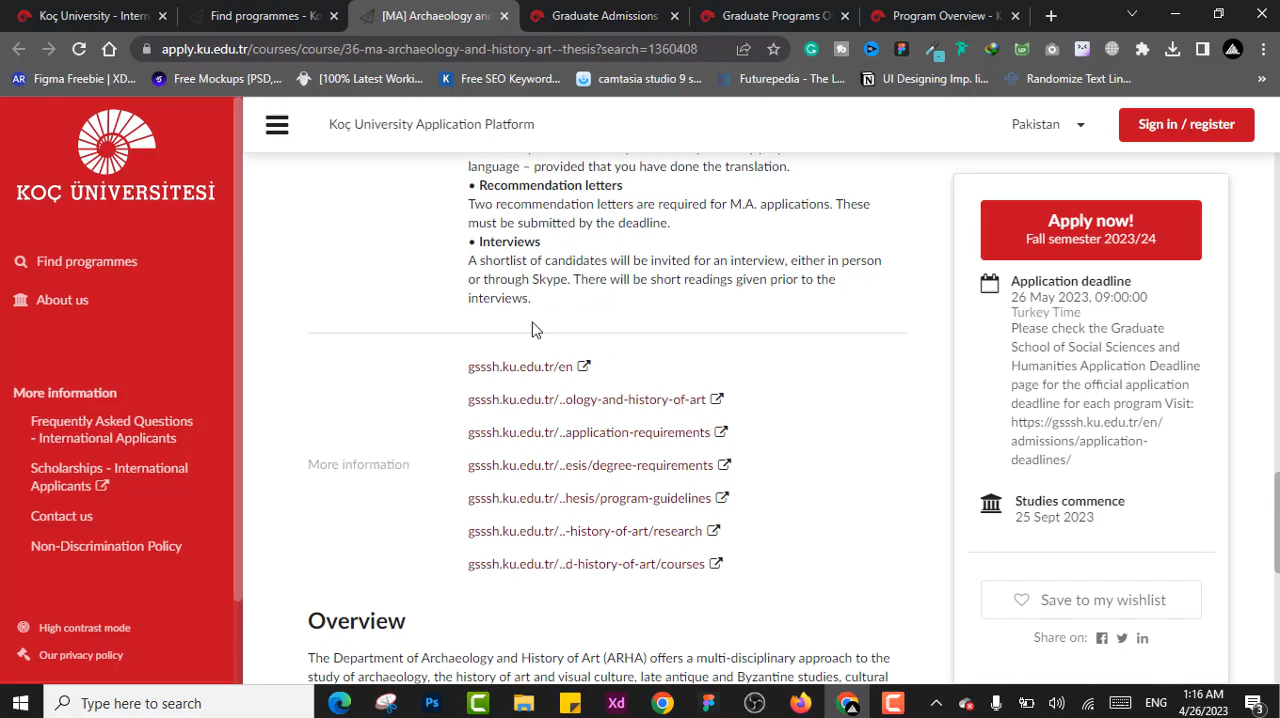 Koç University - Intern
Find programmes - Ko
[MA] Archaeology and
Graduate Admissions
Graduate Programs O
Program Overview - K
apply.ku.edu.tr/courses/course/36-ma-archaeology-and-history-art--thesis?search=1360408
AR Figma Freebie | XD...
Free Mockups [PSD,...
[100% Latest Worki...
K Free SEO Keyword...
camtasia studio 9 s...
Futurepedia - The L...
UI Designing Imp. li...
Randomize Text Lin...
»
KOÇ ÜNİVERSİTESİ
Find programmes
About us
More information
Frequently Asked Questions
- International Applicants
Scholarships - International
Applicants
Contact us
Non-Discrimination Policy
High contrast mode
Our privacy policy
Koç University Application Platform
Pakistan
Sign in / register
language – provided that you have done the translation.
• Recommendation letters
Two recommendation letters are required for M.A. applications. These
must be submitted by the deadline.
• Interviews
A shortlist of candidates will be invited for an interview, either in person
or through Skype. There will be short readings given prior to the
interviews.
More information
gsssh.ku.edu.tr/en
gsssh.ku.edu.tr/..ology-and-history-of-art
gsssh.ku.edu.tr/..application-requirements
gsssh.ku.edu.tr/..esis/degree-requirements
gsssh.ku.edu.tr/..hesis/program-guidelines
gsssh.ku.edu.tr/..-history-of-art/research
gsssh.ku.edu.tr/..d-history-of-art/courses
Overview
The Department of Archaeology and History of Art (ARHA) offers a multi-disciplinary approach to the
study of archaeology, the history of art and visual culture, late antique and Byzantine studies, cultural
Apply now!
Fall semester 2023/24
Application deadline
26 May 2023, 09:00:00
Turkey Time
Please check the Graduate
School of Social Sciences and
Humanities Application Deadline
page for the official application
deadline for each program Visit:
https://gsssh.ku.edu.tr/en/
admissions/application-
deadlines/
Studies commence
25 Sept 2023
Save to my wishlist
Share on:
Type here to search
Ps
Xd
ENG
1:16 AM
4/26/2023
3